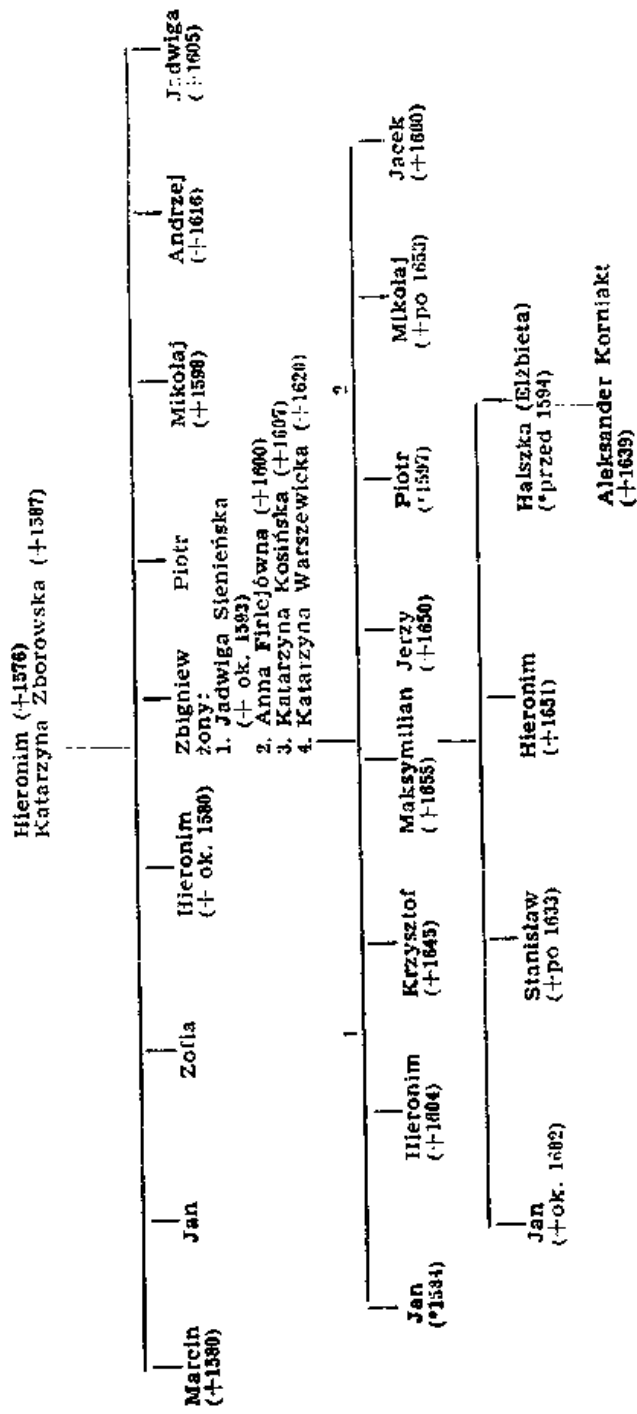 Hieronim (+1576)
Katarzyna Zborowska (+1587)
Marcin
(+1580)
Jan
Zofia
Hieronim
(+ ok. 1580)
Zbigniew
żony:
1. Jadwiga Sienieńska
(+ ok. 1593)
2. Anna Firlejówna (+1600)
3. Katarzyna Kosińska (+1607)
4. Katarzyna Warszewicka (+1620)
Piotr
Mikołaj
(+1598)
Andrzej
(+1616)
Jadwiga
(+1605)
1
2
Jan
(*1584)
Hieronim
(+1604)
Krzysztof
(+1645)
Maksymilian
(+1655)
Jerzy
(+1650)
Piotr
(*1597)
Mikołaj
(+po 1653)
Jacek
(+1660)
Jan
(+ok. 1602)
Stanisław
(+po 1633)
Hieronim
(+1651)
Halszka (Elżbieta)
(*przed 1594)
Aleksander Korniakt
(+1639)